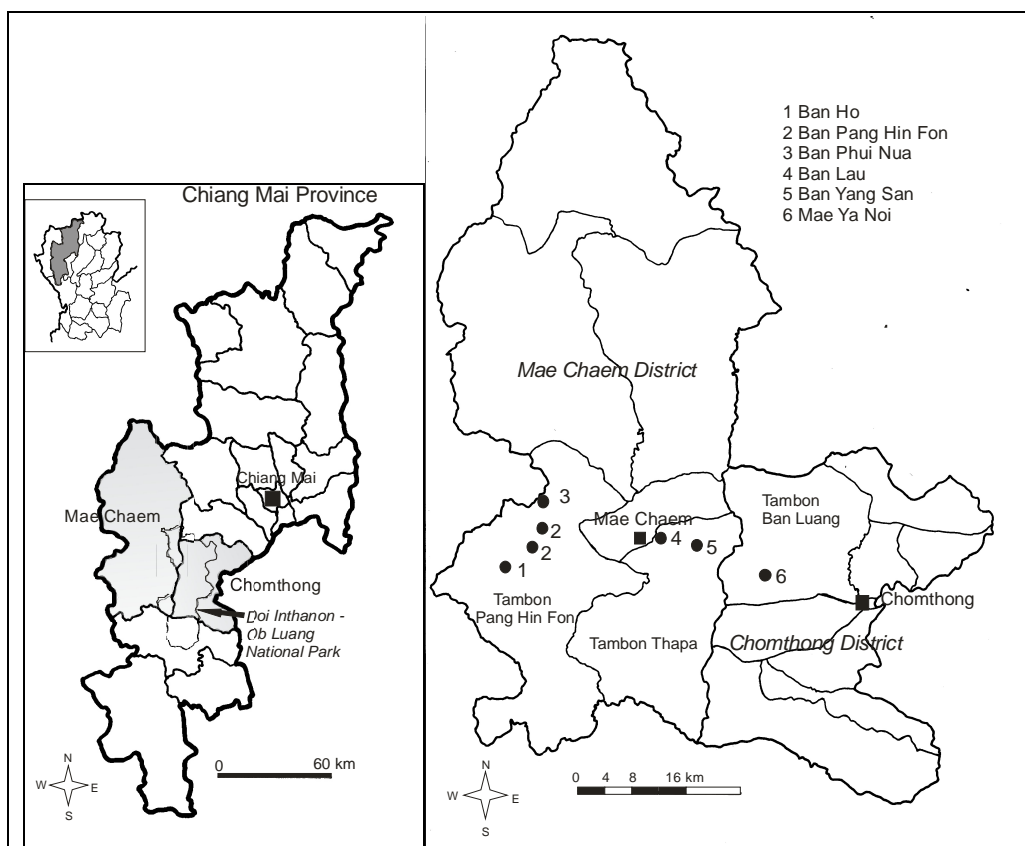 Chiang Mai Province
Chiang Mai
Mae Chaem
Chomthong
Doi Inthanon -
Ob Luang
National Park
0 60 km
N
W E
S
1 Ban Ho
2 Ban Pang Hin Fon
3 Ban Phui Nua
4 Ban Lau
5 Ban Yang San
6 Mae Ya Noi
Mae Chaem District
3
2
2
1
Mae Chaem
4
5
Tambon
Ban Luang
6
Tambon
Pang Hin Fon
Tambon Thapa
Chomthong
Chomthong District
N
W E
S
0 4 8 16 km